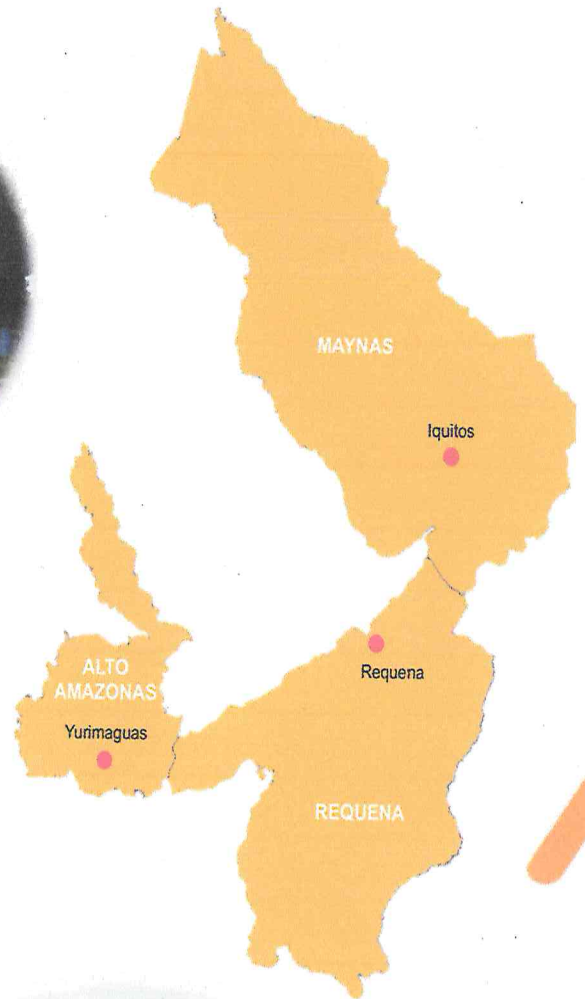 MAYNAS
Iquitos
Requena
ALTO
AMAZONAS
Yurimaguas
REQUENA